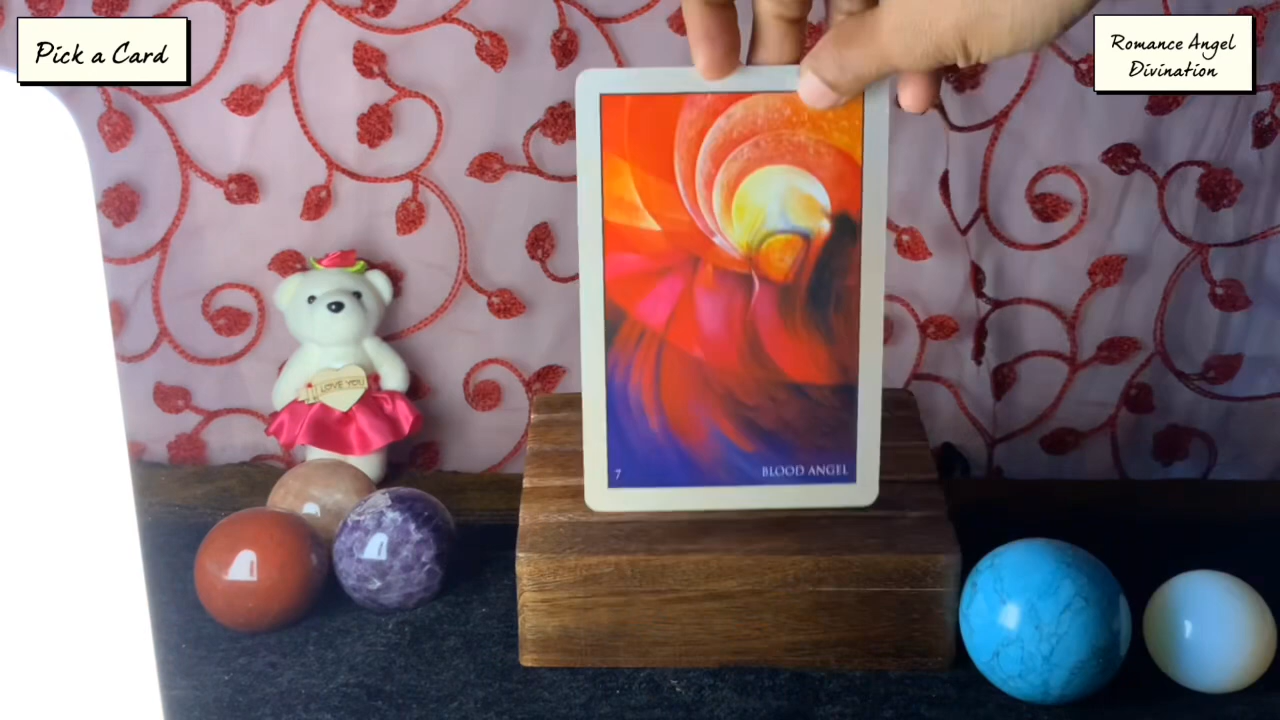 Pick a Card
Romance Angel
Divination
I LOVE YOU
7
BLOOD ANGEL